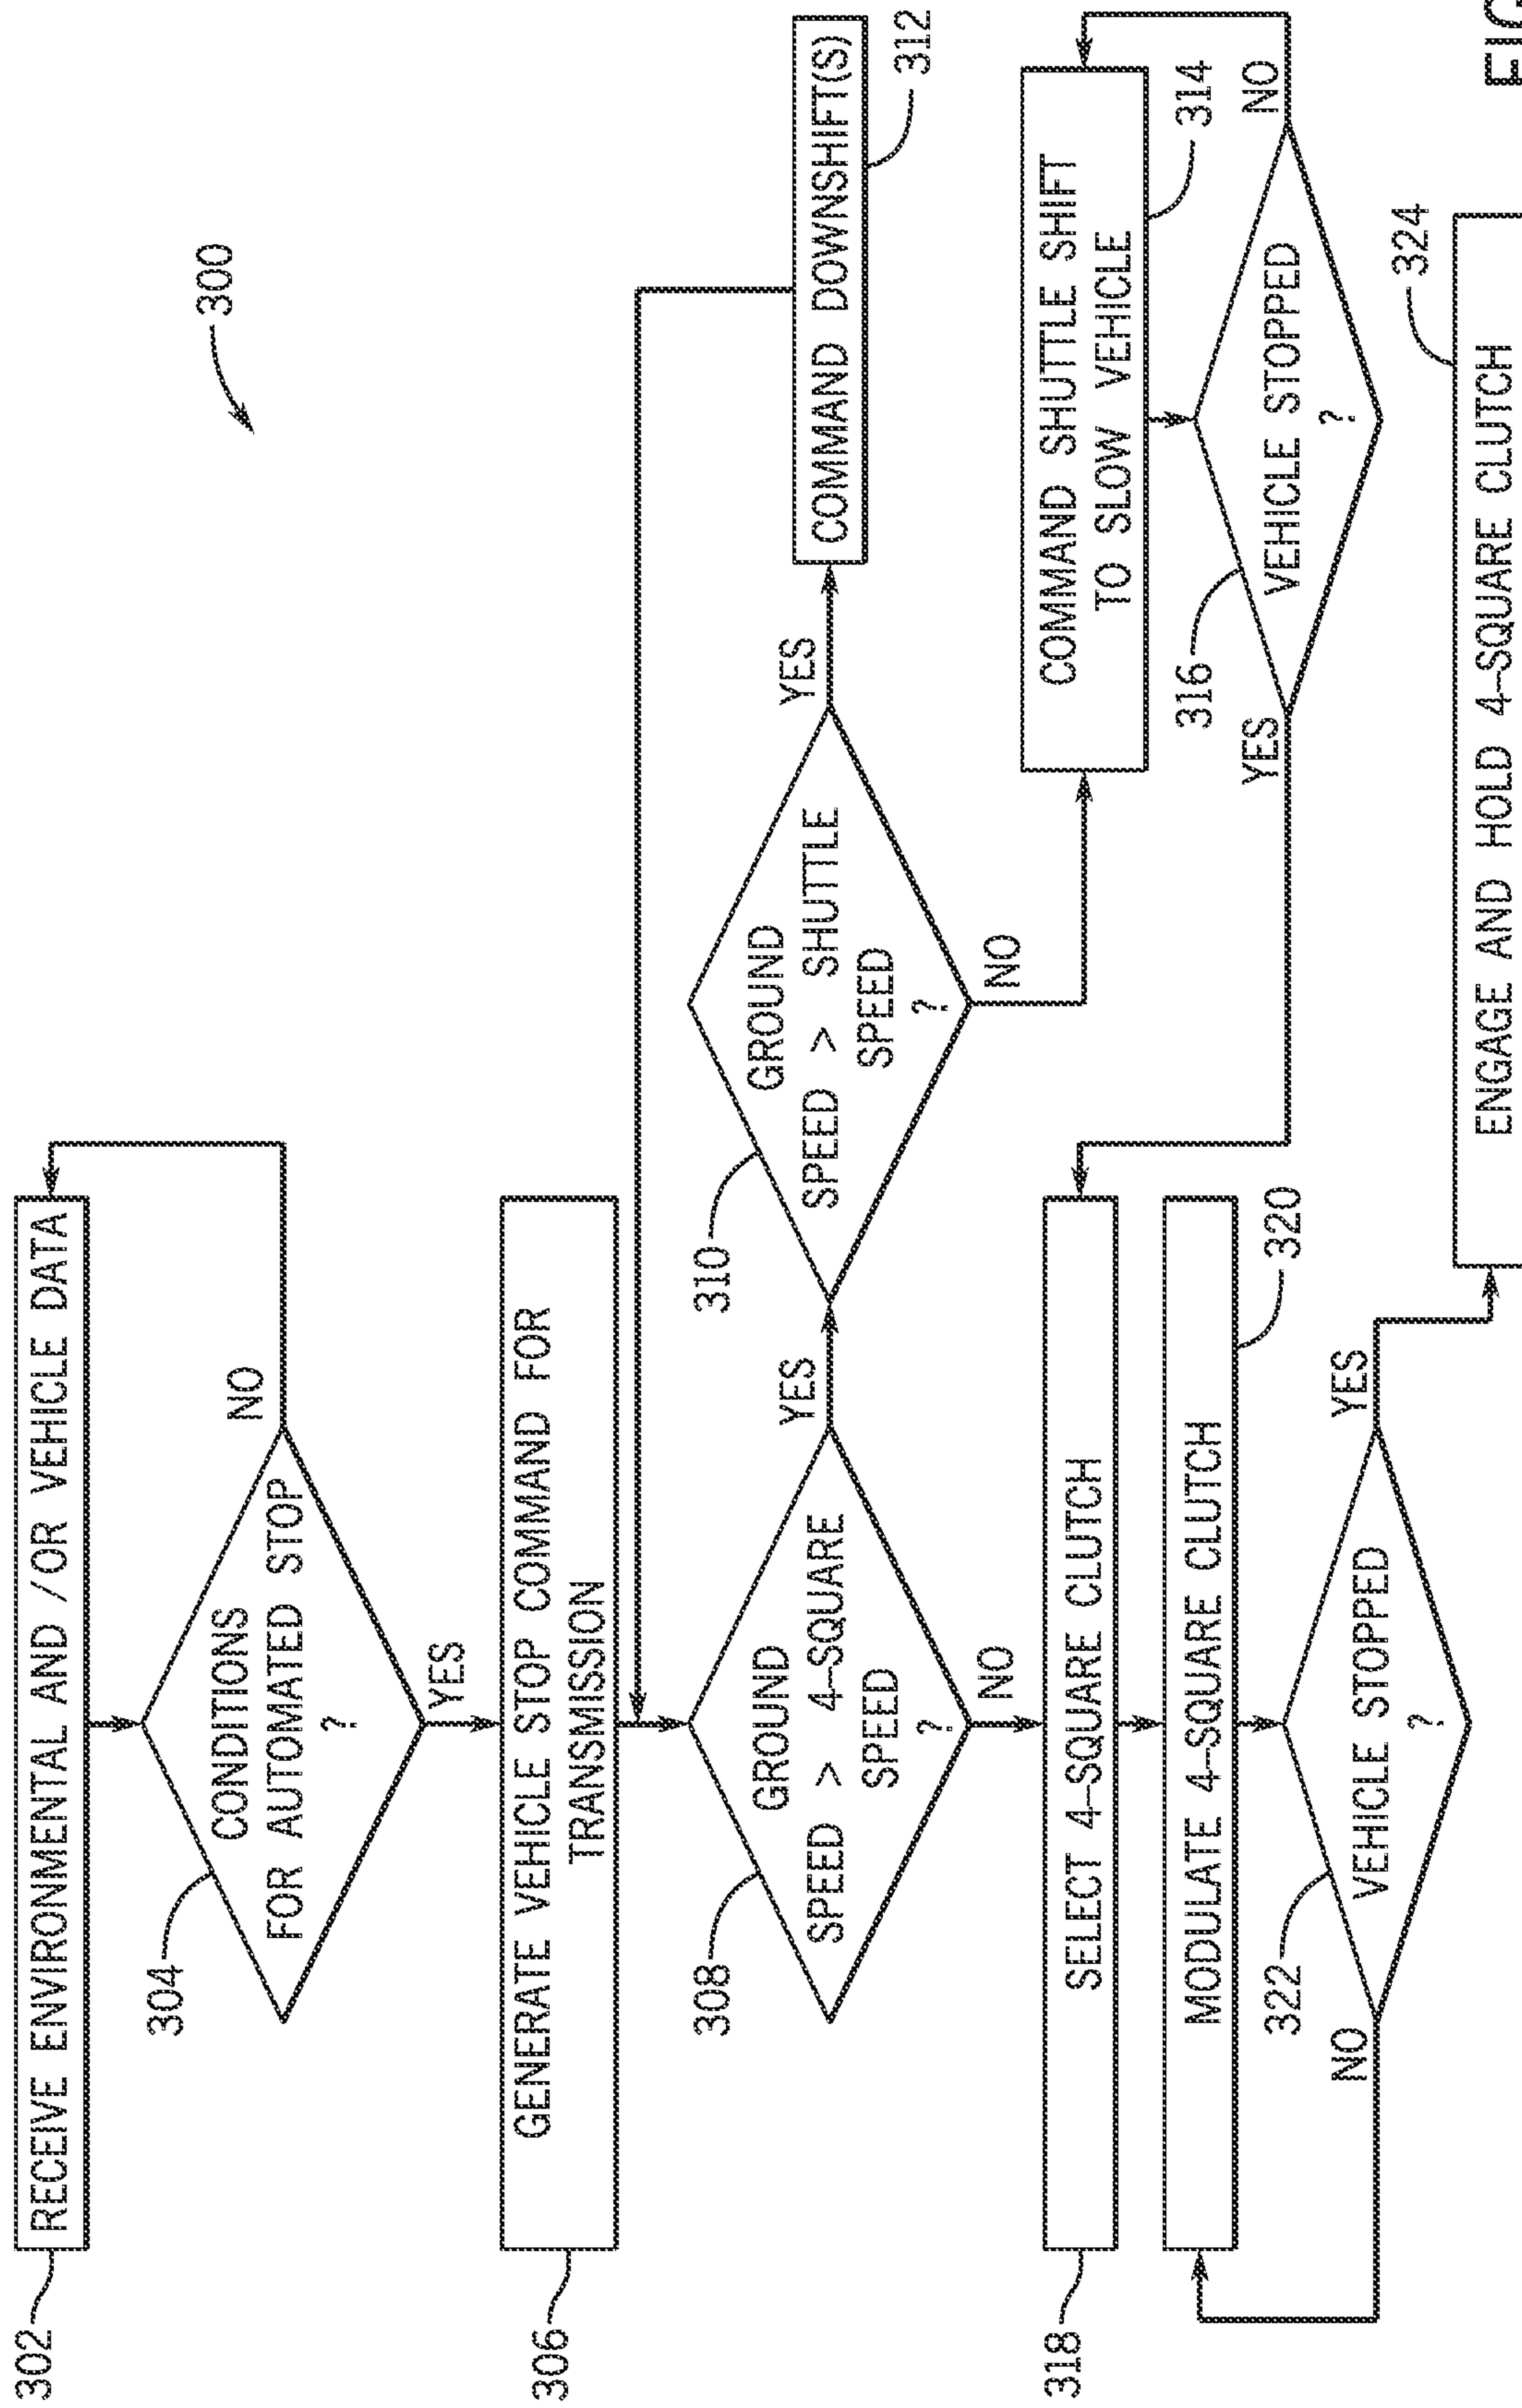 300
302
RECEIVE ENVIRONMENTAL AND /OR VEHICLE DATA
304
CONDITIONS
FOR AUTOMATED STOP
?
NO
YES
306
GENERATE VEHICLE STOP COMMAND FOR
TRANSMISSION
308
GROUND
SPEED > 4-SQUARE
SPEED
?
YES
NO
310
GROUND
SPEED > SHUTTLE
SPEED
?
YES
NO
COMMAND DOWNSHIFT(S)
312
COMMAND SHUTTLE SHIFT
TO SLOW VEHICLE
314
316
VEHICLE STOPPED
?
YES
NO
318
SELECT 4-SQUARE CLUTCH
MODULATE 4-SQUARE CLUTCH
320
322
VEHICLE STOPPED
?
NO
YES
324
ENGAGE AND HOLD 4-SQUARE CLUTCH